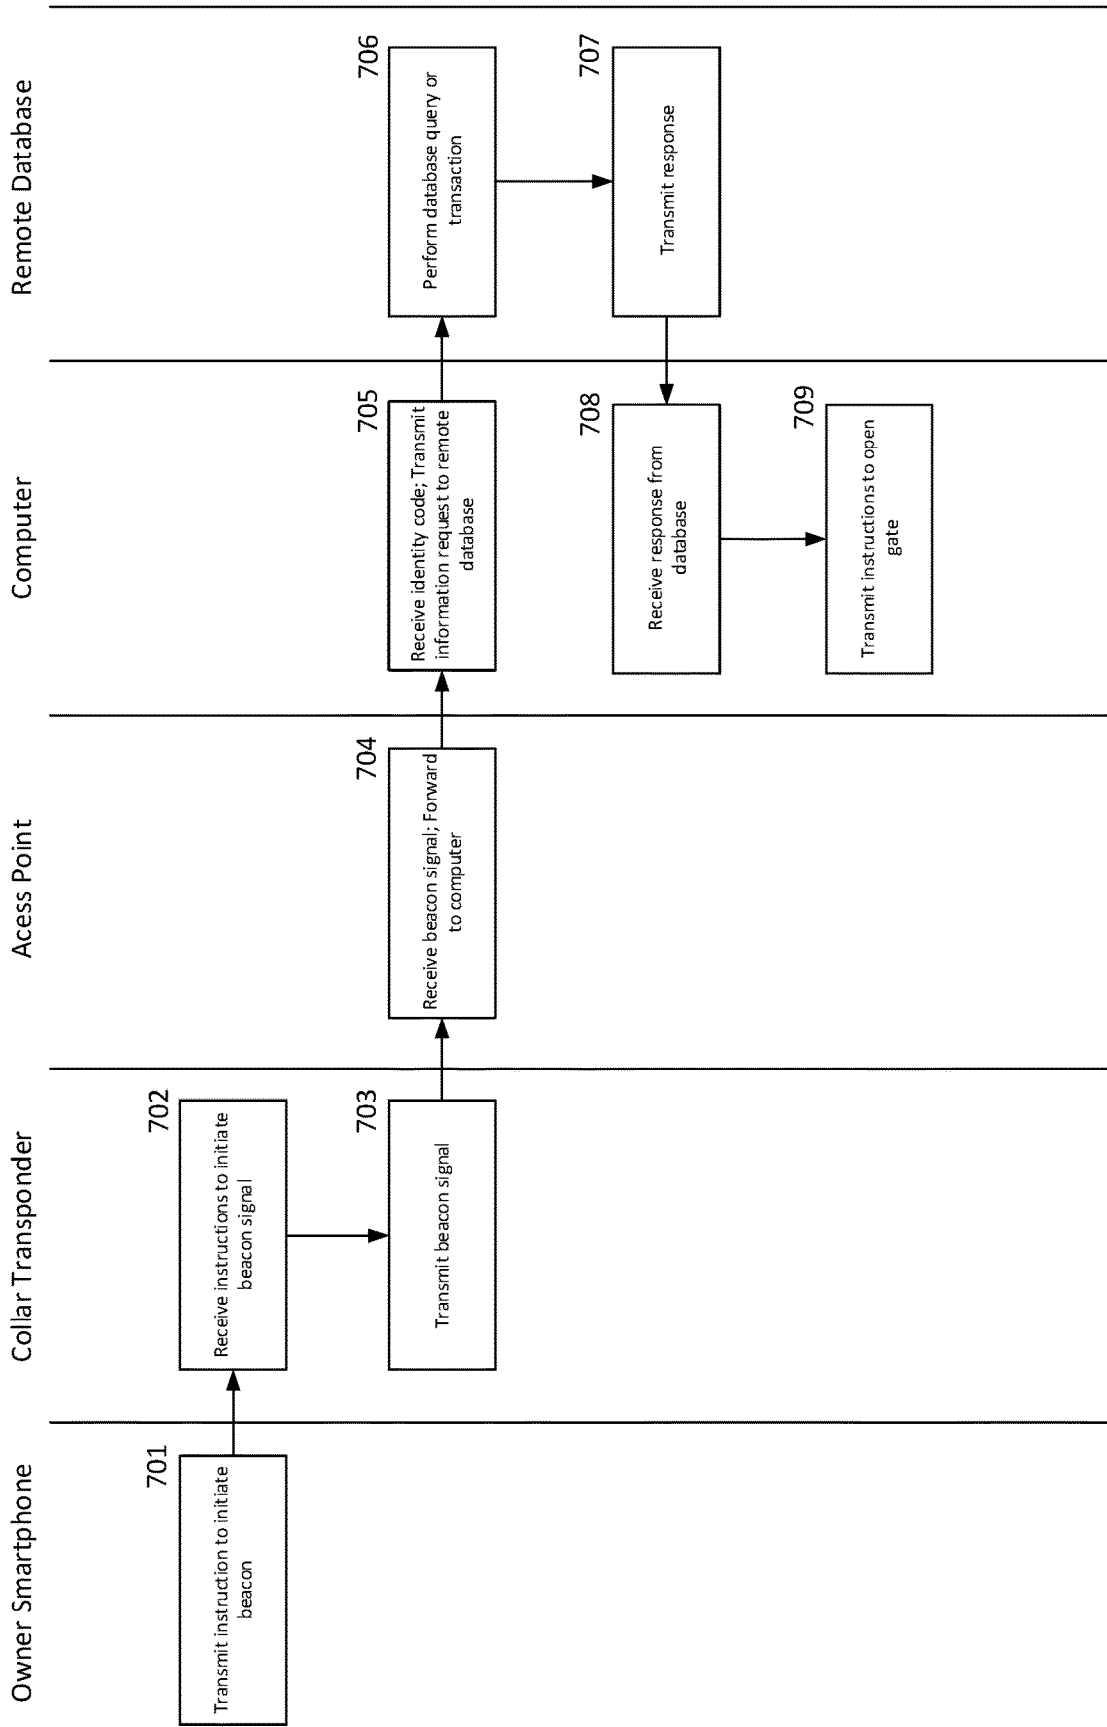 Owner Smartphone
Collar Transponder
Acess Point
Computer
Remote Database
701
Transmit instruction to initiate
beacon
702
Receive instructions to initiate
beacon signal
703
Transmit beacon signal
704
Receive beacon signal; Forward
to computer
705
Receive identity code; Transmit
information request to remote
database
706
Perform database query or
transaction
707
Transmit response
708
Receive response from
database
709
Transmit instructions to open
gate